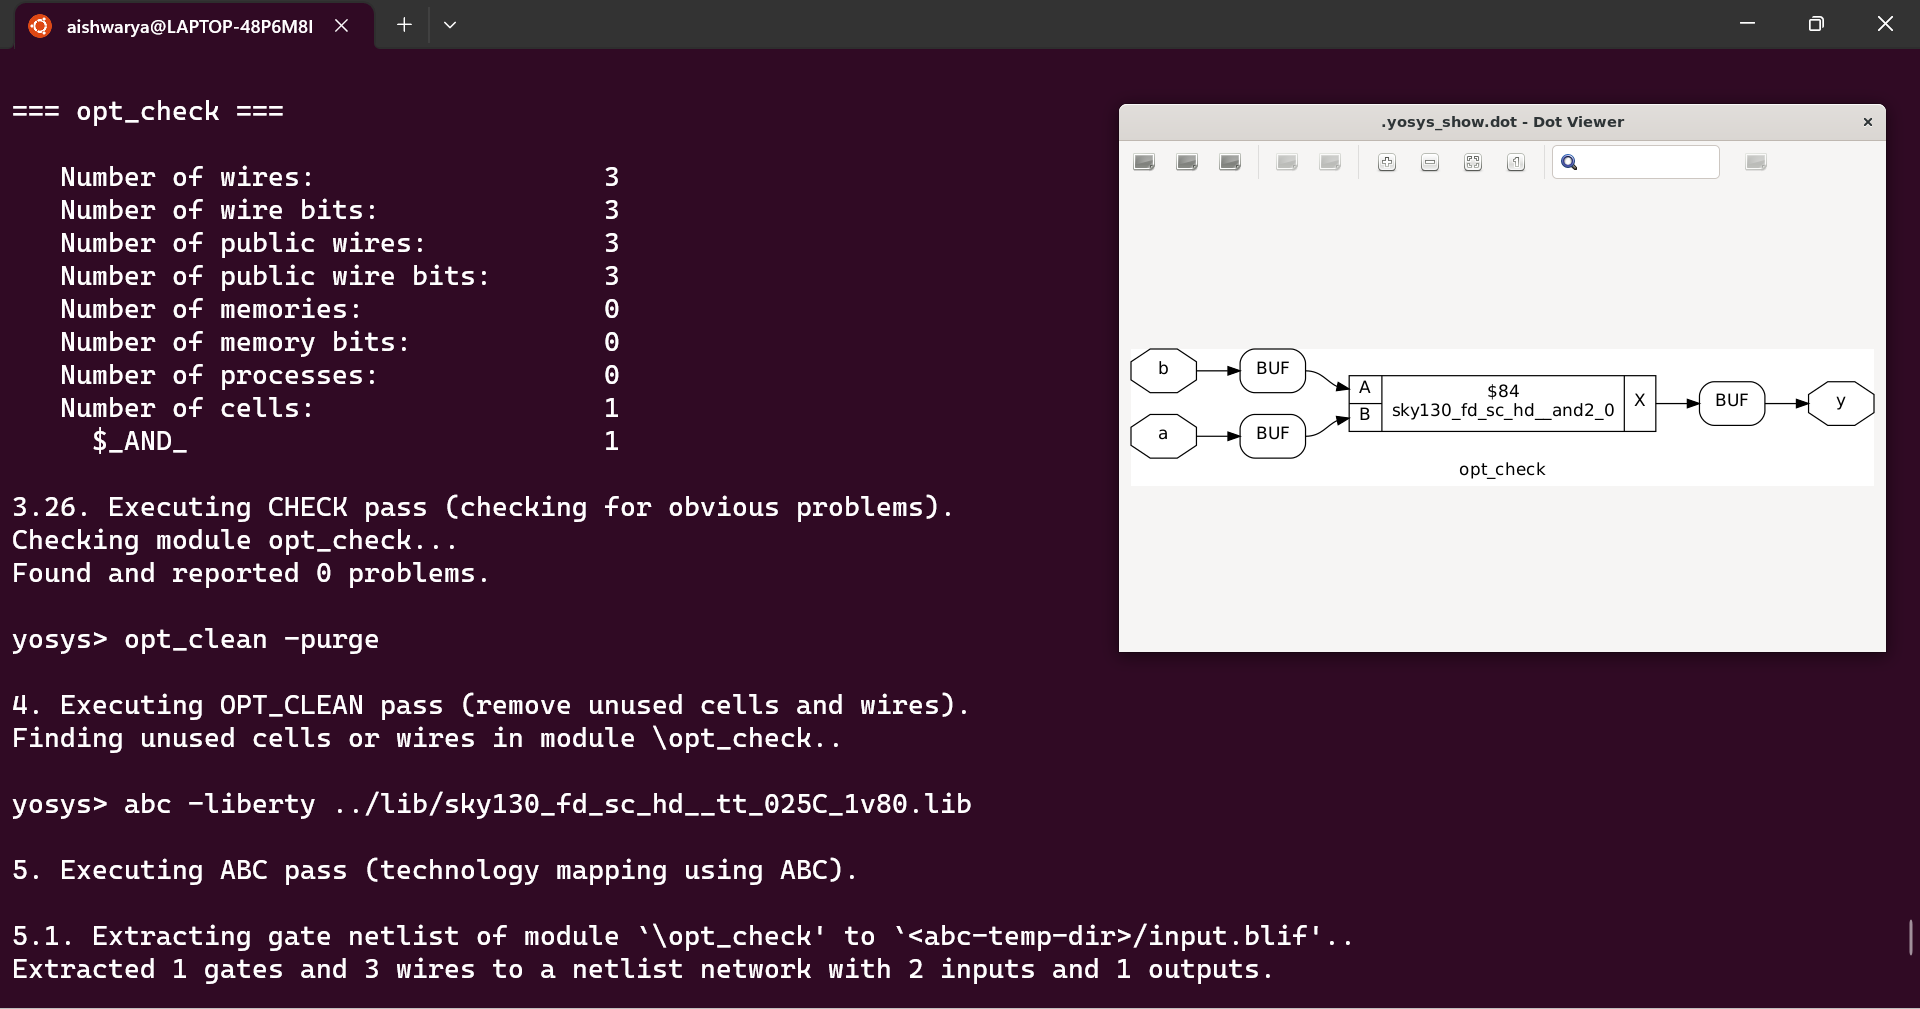 aishwarya@LAPTOP-48P6M8I
=== opt_check ===
Number of wires: 3
Number of wire bits: 3
Number of public wires: 3
Number of public wire bits: 3
Number of memories: 0
Number of memory bits: 0
Number of processes: 0
Number of cells: 1
$_AND_ 1
3.26. Executing CHECK pass (checking for obvious problems).
Checking module opt_check...
Found and reported 0 problems.
yosys> opt_clean -purge
4. Executing OPT_CLEAN pass (remove unused cells and wires).
Finding unused cells or wires in module \opt_check..
yosys> abc -liberty ../lib/sky130_fd_sc_hd__tt_025C_1v80.lib
5. Executing ABC pass (technology mapping using ABC).
5.1. Extracting gate netlist of module `\opt_check' to `<abc-temp-dir>/input.blif'..
Extracted 1 gates and 3 wires to a netlist network with 2 inputs and 1 outputs.
.yosys_show.dot - Dot Viewer
b
BUF
a
BUF
A
B
$84
sky130_fd_sc_hd__and2_0
X
BUF
y
opt_check